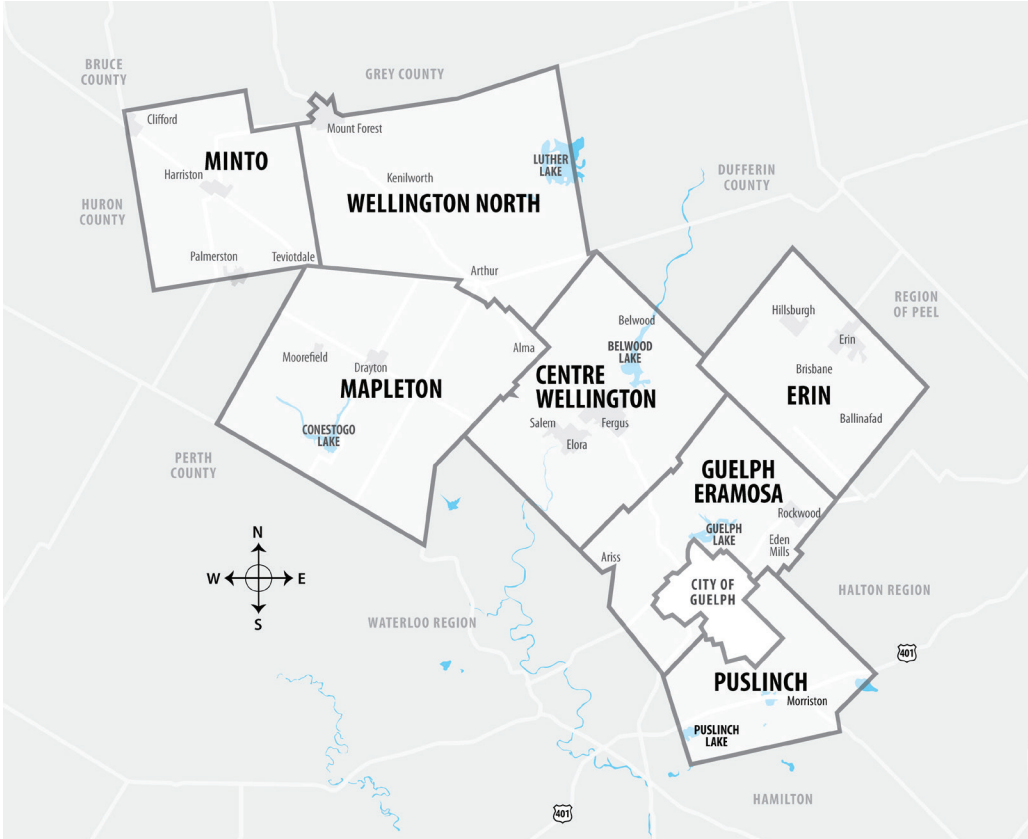 BRUCE
COUNTY
GREY COUNTY
Clifford
Mount Forest
MINTO
LUTHER
LAKE
Harriston
Kenilworth
DUFFERIN
COUNTY
WELLINGTON NORTH
HURON
COUNTY
Palmerston
Teviotdale
Arthur
REGION
OF PEEL
Hillsburgh
Belwood
Erin
Alma
BELWOOD
LAKE
Moorefield
Drayton
Brisbane
MAPLETON
CENTRE
WELLINGTON
ERIN
Ballinafad
Salem
Fergus
CONESTOGO
LAKE
Elora
PERTH
COUNTY
GUELPH
ERAMOSA
Rockwood
GUELPH
LAKE
Eden
Mills
N
W
E
S
Ariss
CITY OF
GUELPH
HALTON REGION
WATERLOO REGION
401
PUSLINCH
Morriston
PUSLINCH
LAKE
HAMILTON
401